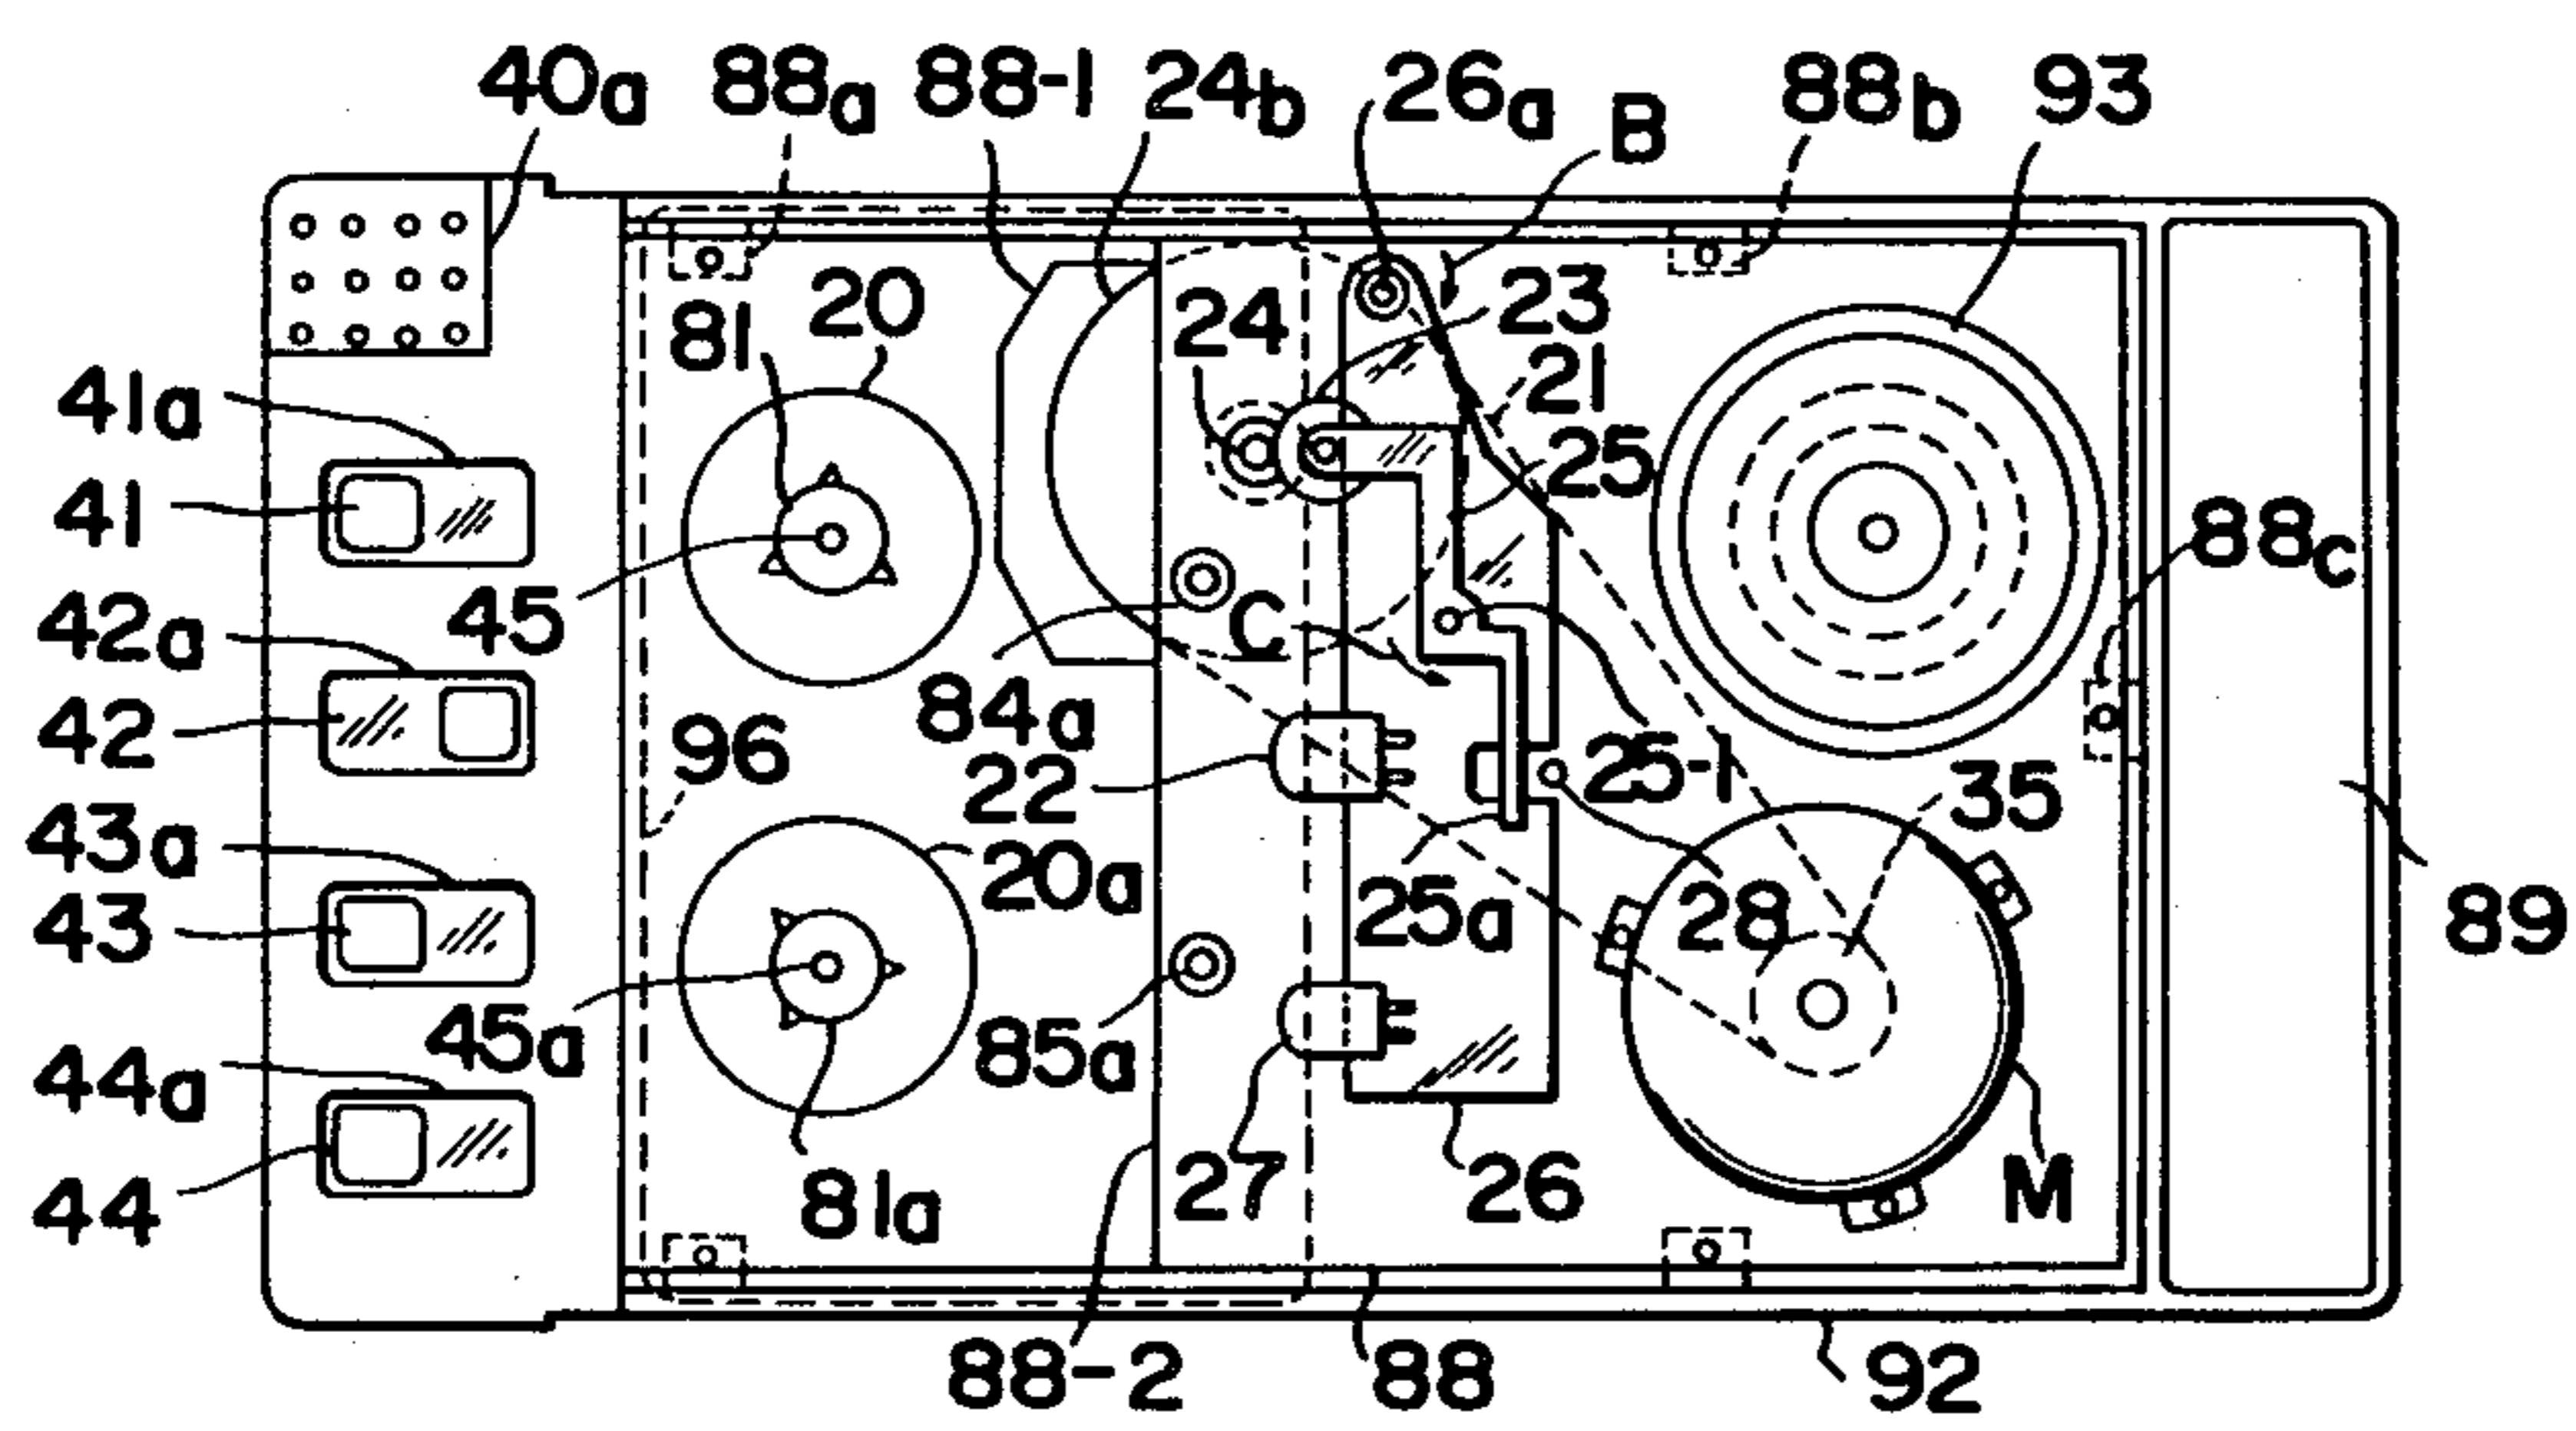 40a 88a 88-1 24b 26a B 88b 93
81 20 24 23
41a 21
41 25 88c
42a 45 C
42 96 84a 22 25-1 35
43a 20a
43 25a 28 89
44a 45a 85a
44 81a 27 26 M
88-2 88 92